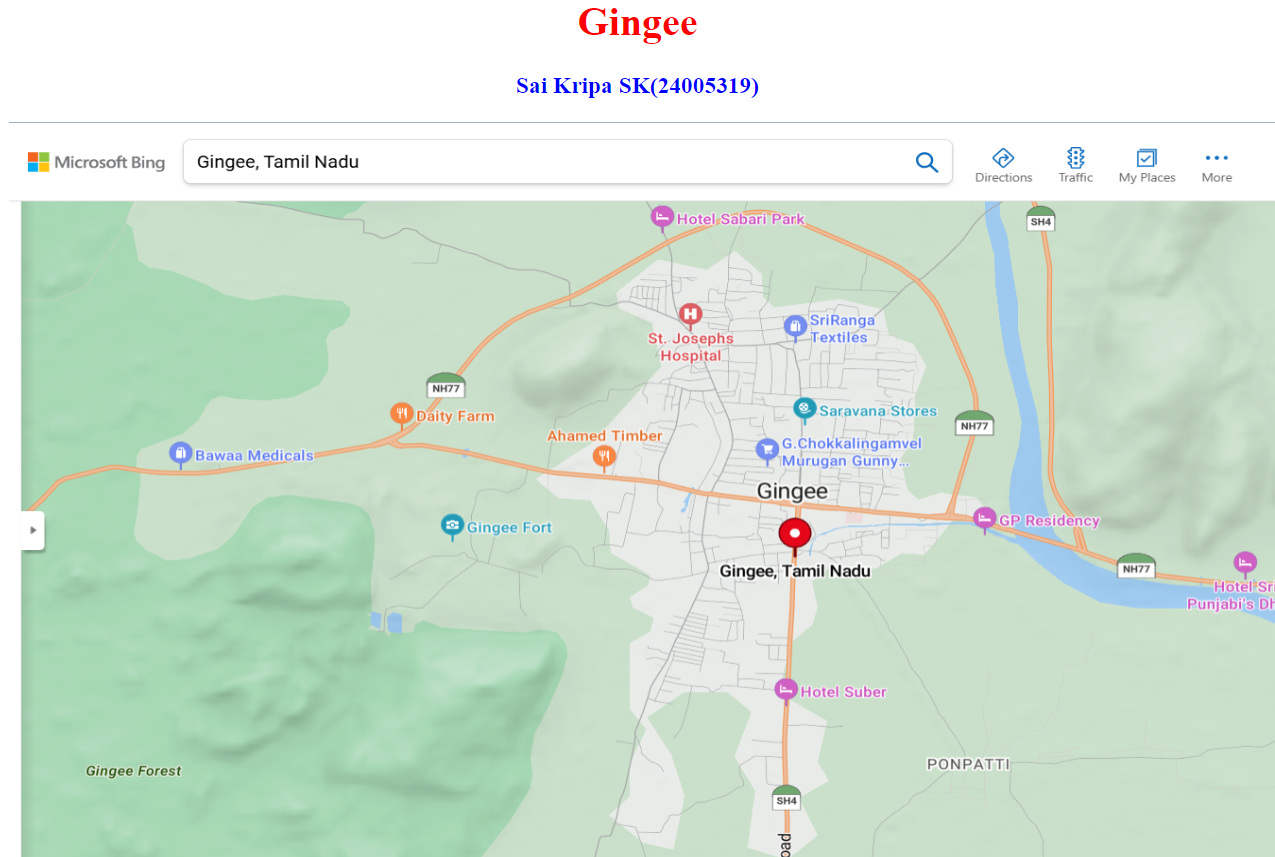 Gingee
Sai Kripa SK(24005319)
Microsoft Bing
Gingee, Tamil Nadu
Directions
Traffic
My Places
More
Hotel Sabari Park
SH4
St. Josephs
Hospital
SriRanga
Textiles
NH77
Daity Farm
Saravana Stores
NH77
Ahamed Timber
G.Chokkalingamvel
Murugan Gunny...
Bawaa Medicals
Gingee
Gingee Fort
GP Residency
Gingee, Tamil Nadu
NH77
Hotel Sri
Punjabi's Dh
Hotel Suber
PONPATTI
Gingee Forest
SH4
oad